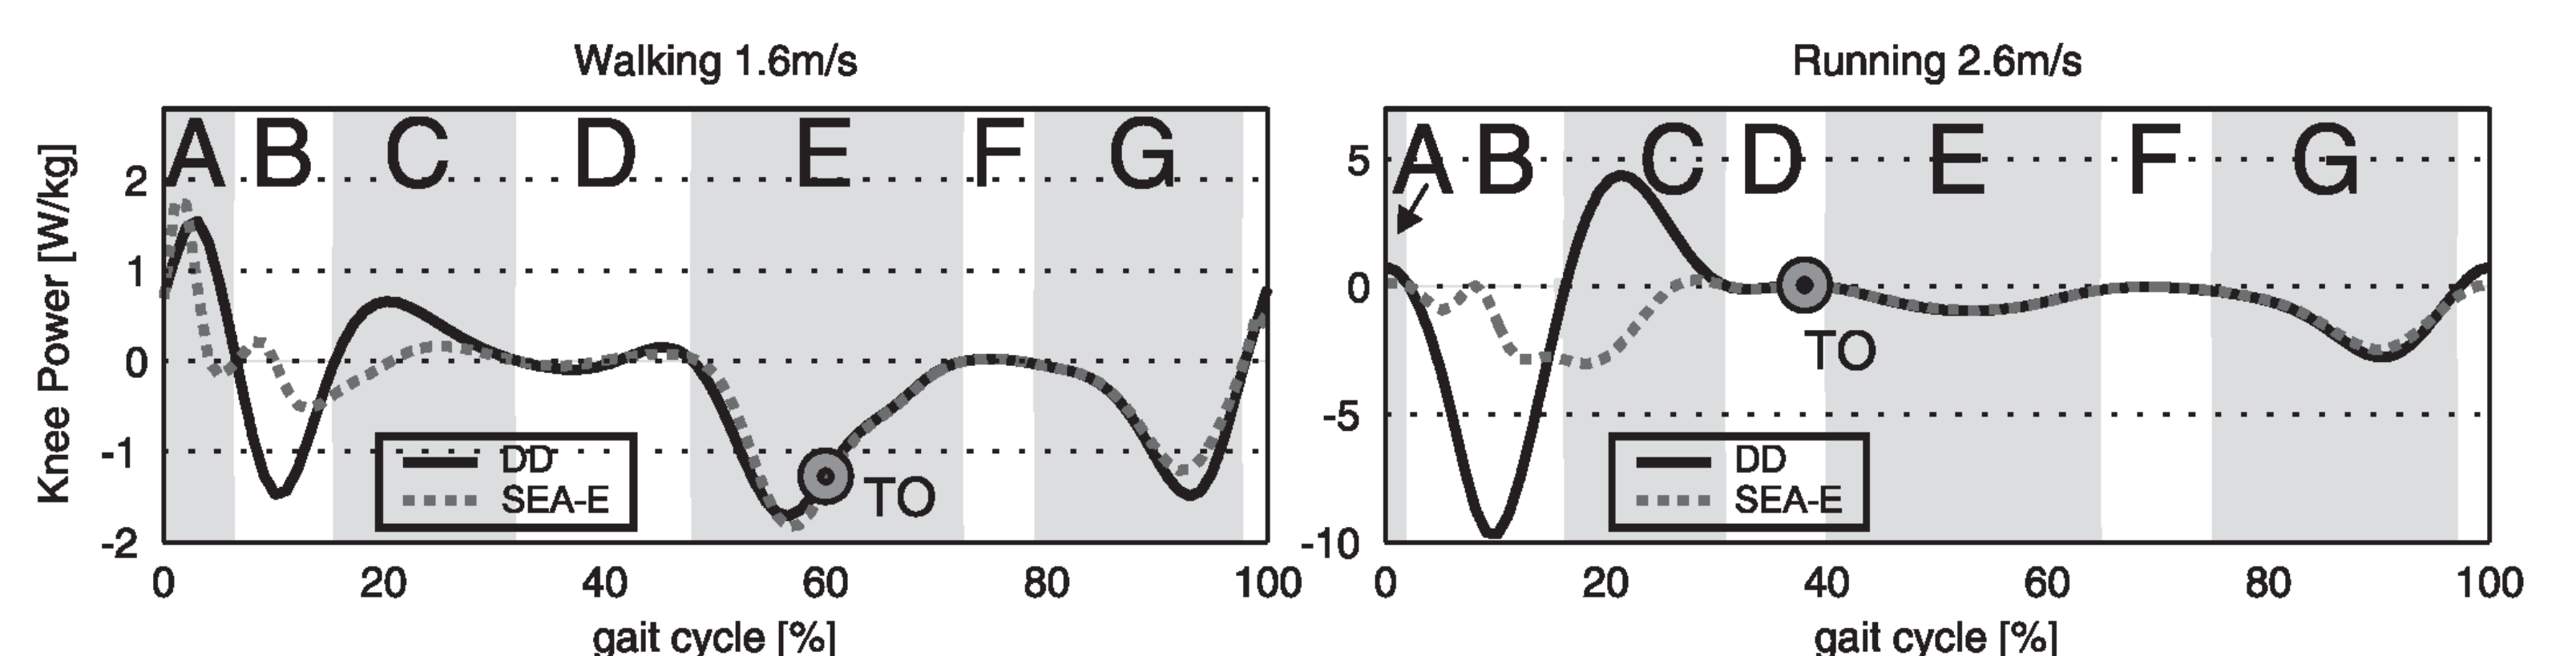 Walking 1.6m/s
Knee Power [W/kg]
A B C D E F G
2
1
0
-1
-2
DD
SEA-E
TO
0 20 40 60 80 100
gait cycle [%]
Running 2.6m/s
A B C D E F G
5
0
-5
-10
TO
DD
SEA-E
0 20 40 60 80 100
gait cycle [%]